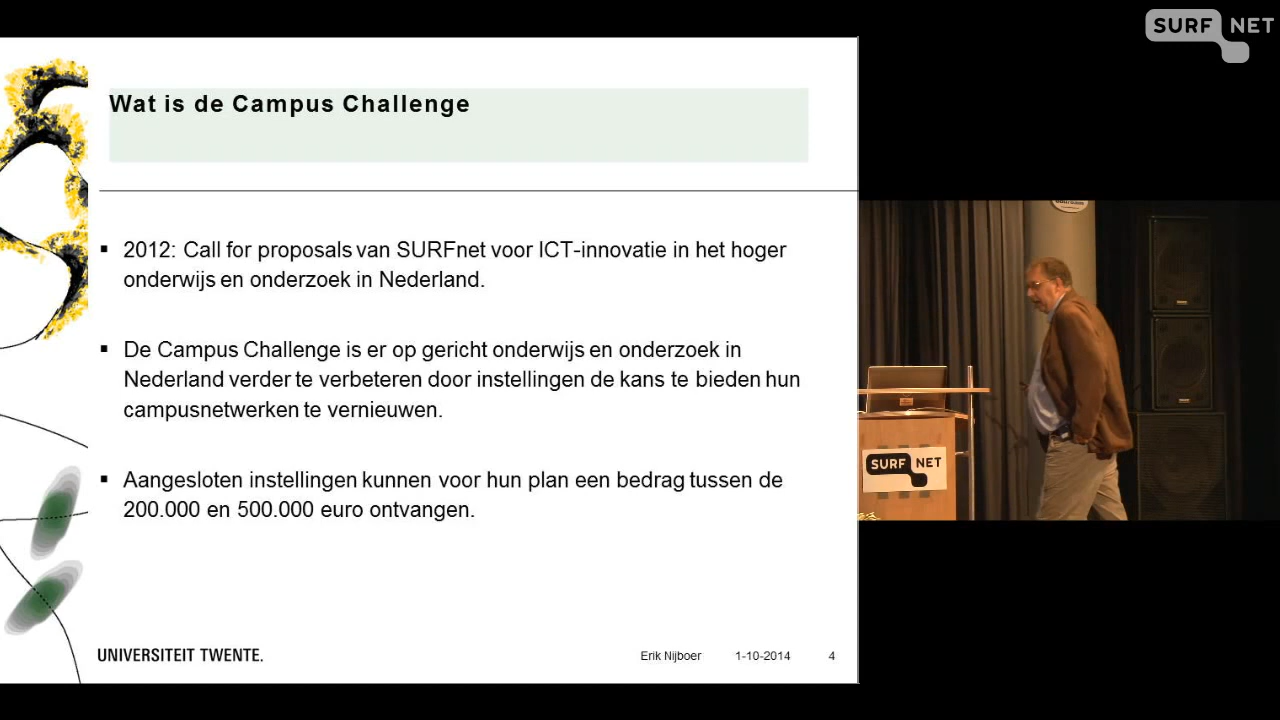 SURF NET
Wat is de Campus Challenge
2012: Call for proposals van SURFnet voor ICT-innovatie in het hoger
onderwijs en onderzoek in Nederland.
De Campus Challenge is er op gericht onderwijs en onderzoek in
Nederland verder te verbeteren door instellingen de kans te bieden hun
campusnetwerken te vernieuwen.
Aangesloten instellingen kunnen voor hun plan een bedrag tussen de
200.000 en 500.000 euro ontvangen.
UNIVERSITEIT TWENTE.
Erik Nijboer 1-10-2014 4
SURF NET